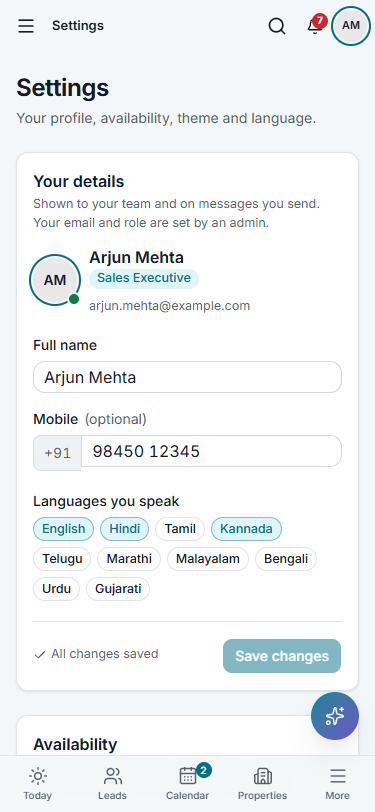 Settings
7
AM
Settings
Your profile, availability, theme and language.
Your details
Shown to your team and on messages you send.
Your email and role are set by an admin.
AM
Arjun Mehta
Sales Executive
arjun.mehta@example.com
Full name
Arjun Mehta
Mobile (optional)
+91 98450 12345
Languages you speak
English Hindi Tamil Kannada
Telugu Marathi Malayalam Bengali
Urdu Gujarati
All changes saved
Save changes
Availability
2
Today Leads Calendar Properties More